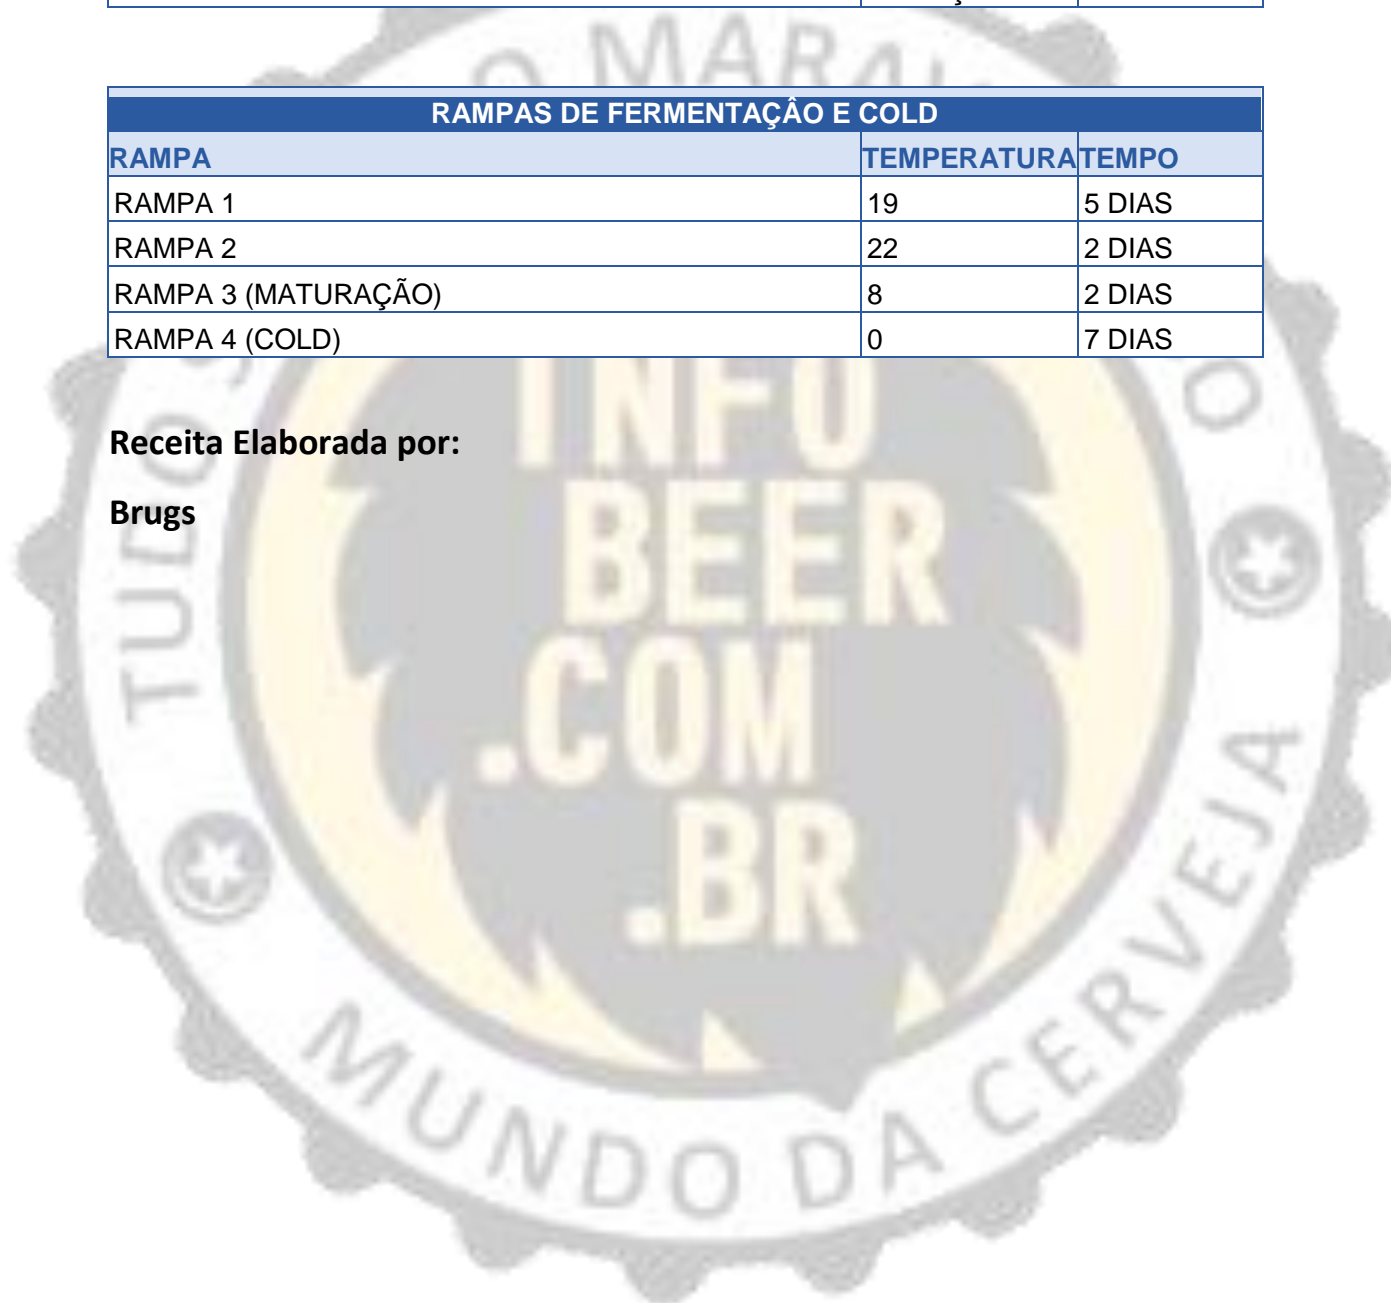 RAMPAS DE FERMENTAÇÂO E COLD
RAMPA TEMPERATURA TEMPO
RAMPA 1 19 5 DIAS
RAMPA 2 22 2 DIAS
RAMPA 3 (MATURAÇÃO) 8 2 DIAS
RAMPA 4 (COLD) 0 7 DIAS
Receita Elaborada por:
Brugs
INFO
BEER
.COM
.BR
TUDO
MUNDO DA CERVEJA